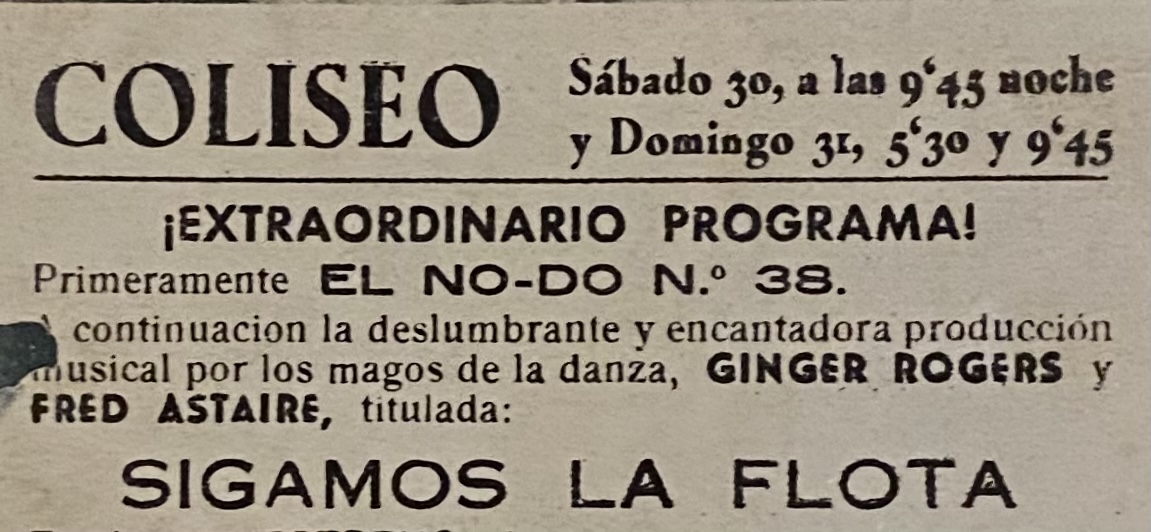 COLISEO
Sábado 30, a las 9‘45 noche
y Domingo 31, 5‘30 y 9‘45
¡EXTRAORDINARIO PROGRAMA!
Primeramente EL NO-DO N.º 38.
continuacion la deslumbrante y encantadora producción
musical por los magos de la danza, GINGER ROGERS y
FRED ASTAIRE, titulada:
SIGAMOS LA FLOTA